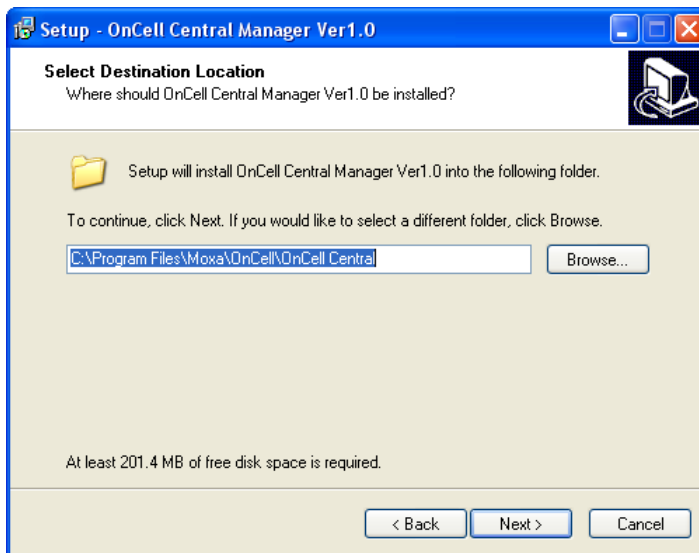 Setup - OnCell Central Manager Ver1.0
Select Destination Location
Where should OnCell Central Manager Ver1.0 be installed?
Setup will install OnCell Central Manager Ver1.0 into the following folder.
To continue, click Next. If you would like to select a different folder, click Browse.
C:\Program Files\Moxa\OnCell\OnCell Central
Browse...
At least 201.4 MB of free disk space is required.
< Back
Next >
Cancel